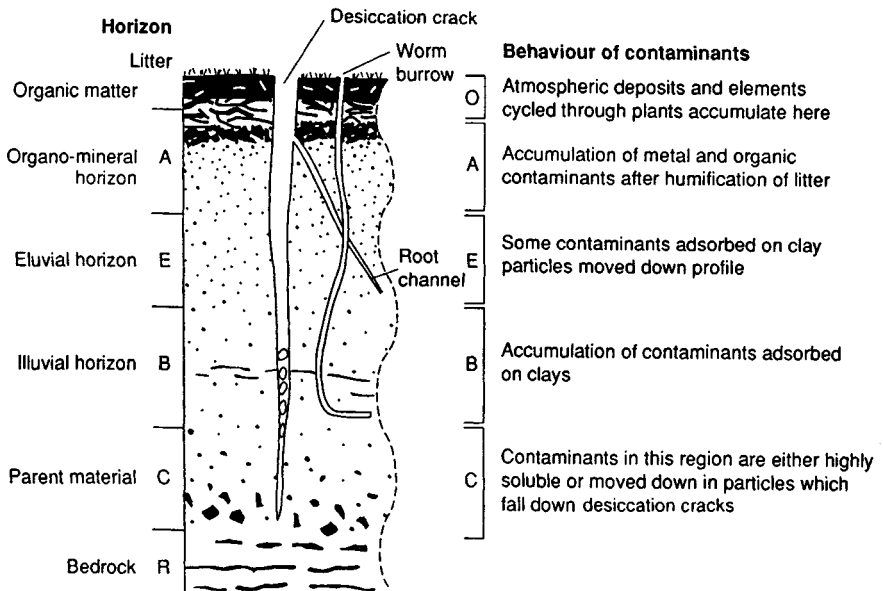 Desiccation crack
Horizon
Worm
burrow
Behaviour of contaminants
Litter
Organic matter
O
Atmospheric deposits and elements
cycled through plants accumulate here
Organo-mineral A
horizon
A
Accumulation of metal and organic
contaminants after humification of litter
Eluvial horizon E
Root
channel
E
Some contaminants adsorbed on clay
particles moved down profile
Illuvial horizon B
B
Accumulation of contaminants adsorbed
on clays
Parent material C
C
Contaminants in this region are either highly
soluble or moved down in particles which
fall down desiccation cracks
Bedrock R